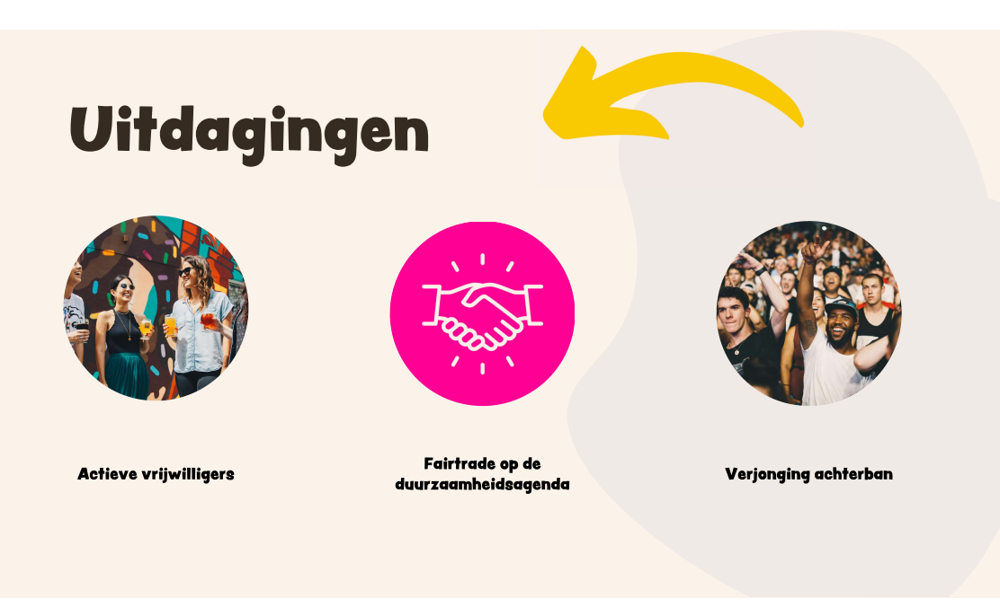 Uitdagingen
Actieve vrijwilligers
Fairtrade op de
duurzaamheidsagenda
Verjonging achterban